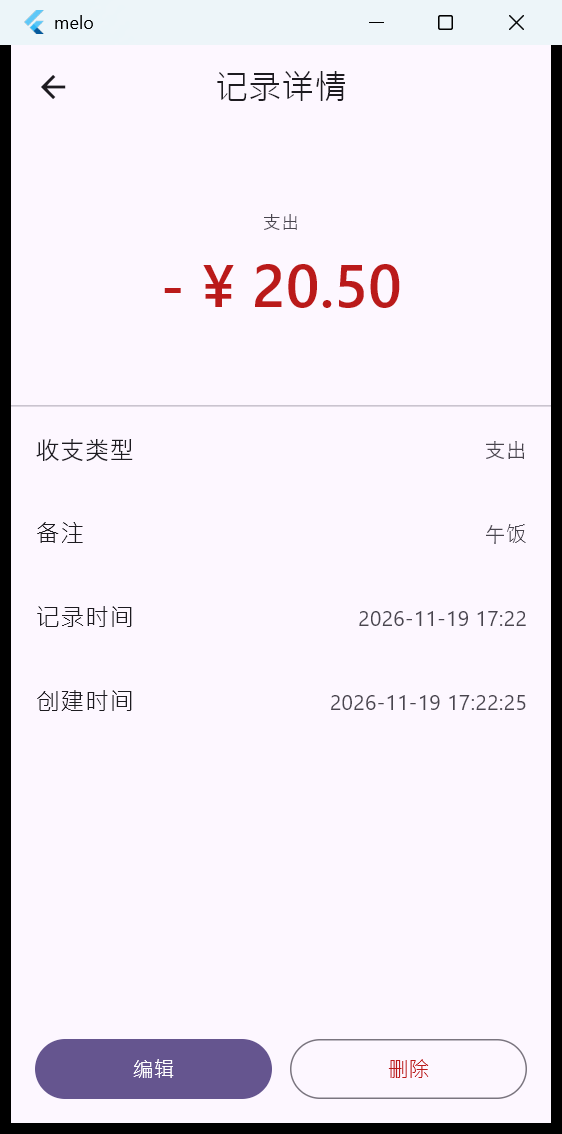 melo
记录详情
支出
- ¥ 20.50
收支类型 支出
备注 午饭
记录时间 2026-11-19 17:22
创建时间 2026-11-19 17:22:25
编辑 删除